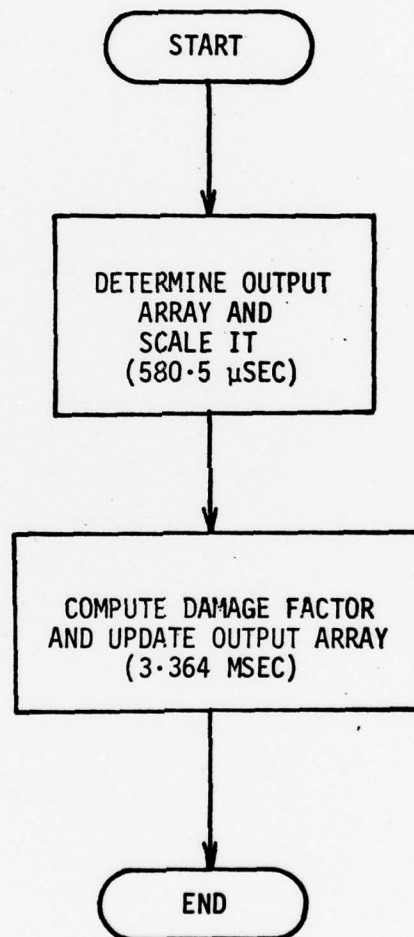 START
DETERMINE OUTPUT
ARRAY AND
SCALE IT
(580·5 µSEC)
COMPUTE DAMAGE FACTOR
AND UPDATE OUTPUT ARRAY
(3·364 MSEC)
END